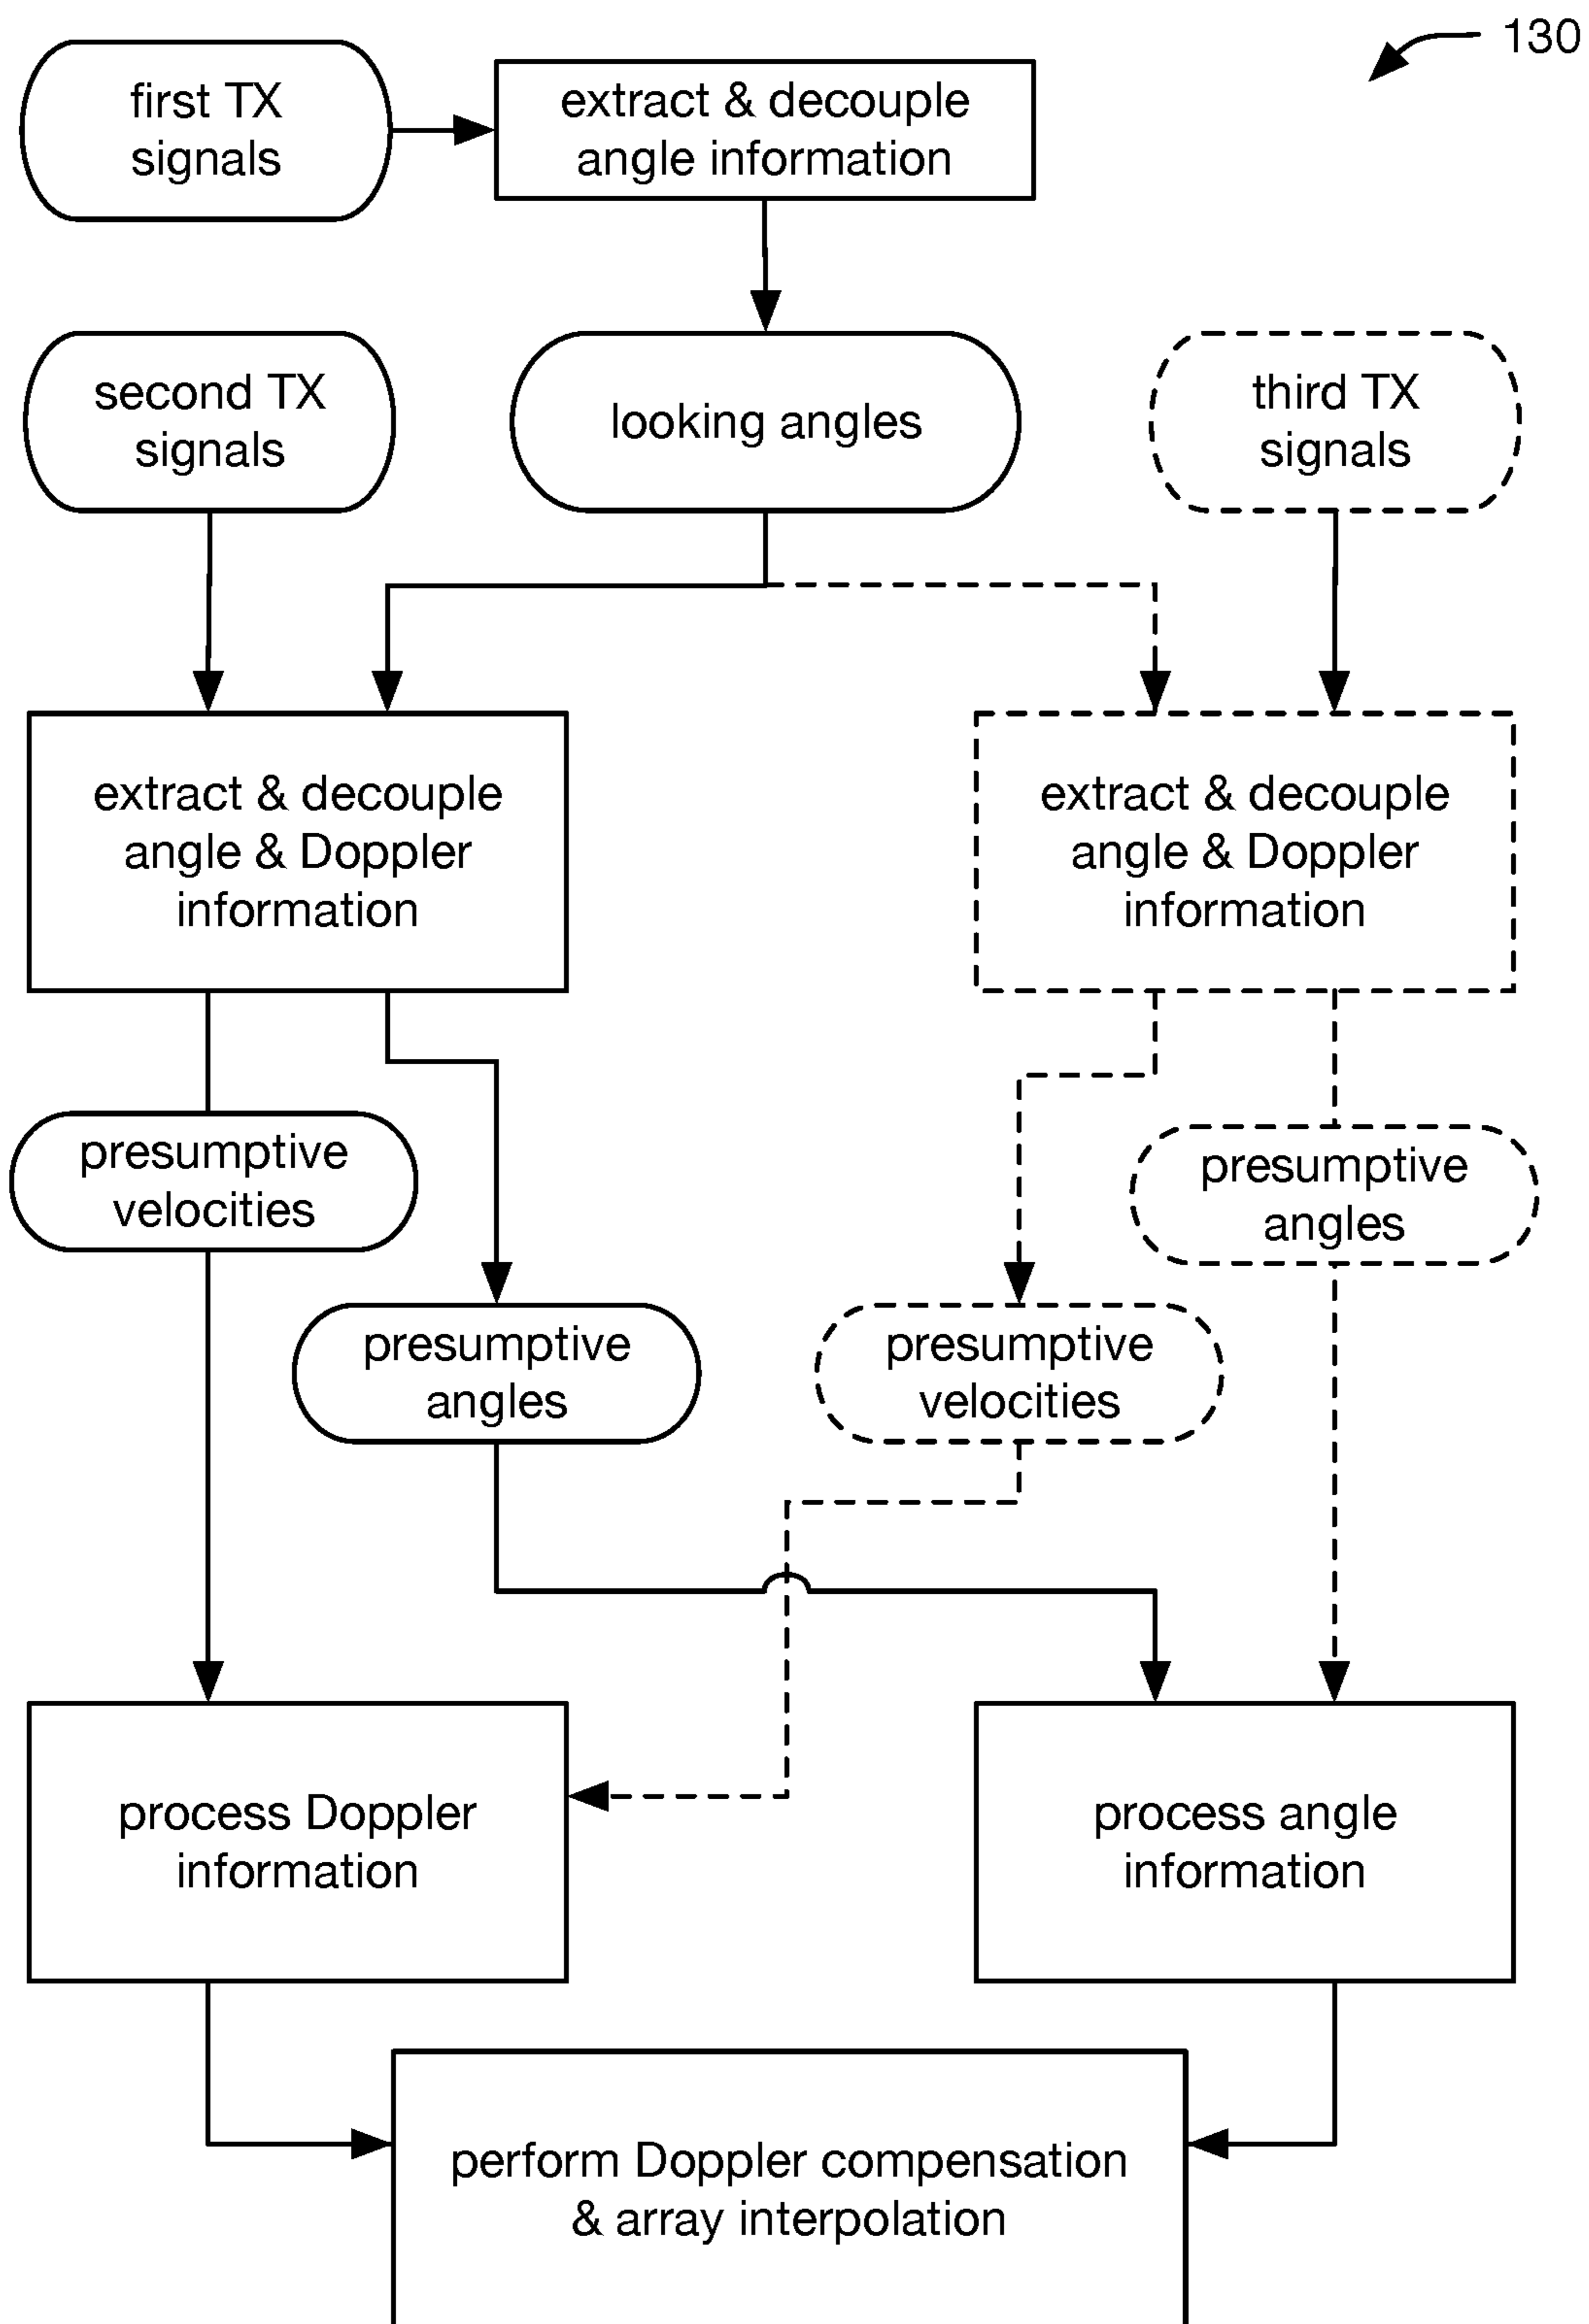 130
first TX
signals
extract & decouple
angle information
second TX
signals
looking angles
third TX
signals
extract & decouple
angle & Doppler
information
extract & decouple
angle & Doppler
information
presumptive
velocities
presumptive
angles
presumptive
angles
presumptive
velocities
process Doppler
information
process angle
information
perform Doppler compensation
& array interpolation